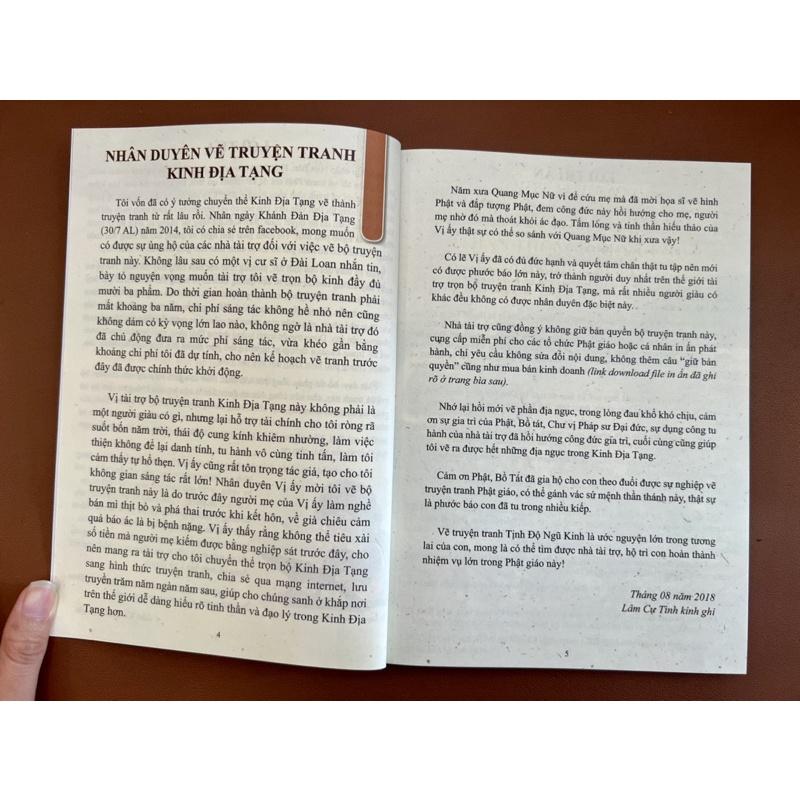 NHÂN DUYÊN VẼ TRUYỆN TRANH
KINH ĐỊA TẠNG
Tôi vốn đã có ý tưởng chuyển thể Kinh Địa Tạng vẽ thành
truyện tranh từ rất lâu rồi. Nhân ngày Khánh Đản Địa Tạng
(30/7 AL) năm 2014, tôi có chia sẻ trên facebook, mong muốn
có được sự ủng hộ của các nhà tài trợ đối với việc vẽ bộ truyện
tranh này. Không lâu sau có một vị cư sĩ ở Đài Loan nhắn tin,
bày tỏ nguyện vọng muốn tài trợ tôi vẽ trọn bộ kinh đầy đủ
mười ba phẩm. Do thời gian hoàn thành bộ truyện tranh phải
mất khoảng ba năm, chi phí sáng tác không hề nhỏ nên cũng
không dám có kỳ vọng lớn lao nào, không ngờ là nhà tài trợ đó
đã chủ động đưa ra mức phí sáng tác, vừa khéo gần bằng
khoảng chi phí tôi đã dự tính, cho nên kế hoạch vẽ tranh trước
đây đã được chính thức khởi động.
Vị tài trợ bộ truyện tranh Kinh Địa Tạng này không phải là
một người giàu có gì, nhưng lại hỗ trợ tài chính cho tôi ròng rã
suốt bốn năm trời, thái độ cung kính khiêm nhường, làm việc
thiện không để lại danh tính, tu hành vô cùng tinh tấn, làm tôi
cảm thấy tự hổ thẹn. Vị ấy cũng rất tôn trọng tác giả, tạo cho tôi
không gian sáng tác rất lớn! Nhân duyên Vị ấy mời tôi vẽ bộ
truyện tranh này là do trước đây người mẹ của Vị ấy làm nghề
bán mì thịt bò và phá thai trước khi kết hôn, về già chiêu cảm
quả báo ác là bị bệnh nặng. Vị ấy thấy rằng không thể tiêu xài
số tiền mà người mẹ kiếm được bằng nghiệp sát trước đây, cho
nên mang ra tài trợ cho tôi chuyển thể trọn bộ Kinh Địa Tạng
sang hình thức truyện tranh, chia sẻ qua mạng internet, lưu
truyền trăm năm ngàn năm sau, giúp cho chúng sanh ở khắp nơi
trên thế giới dễ dàng hiểu rõ tinh thần và đạo lý trong Kinh Địa
Tạng hơn.
4
Năm xưa Quang Mục Nữ vì để cứu mẹ mà đã mời họa sĩ vẽ hình
Phật và đắp tượng Phật, đem công đức này hồi hướng cho mẹ, người
mẹ nhờ đó mà thoát khỏi ác đạo. Tấm lòng và tinh thần hiếu thảo của
Vị ấy thật sự có thể so sánh với Quang Mục Nữ khi xưa vậy!
Có lẽ Vị ấy đã có đủ đức hạnh và quyết tâm chân thật tu tập nên mới
có được phước báo lớn này, trở thành người duy nhất trên thế giới tài
trợ trọn bộ truyện tranh Kinh Địa Tạng, mà rất nhiều người giàu có
khác đều không có được nhân duyên đặc biệt này.
Nhà tài trợ cũng đồng ý không giữ bản quyền bộ truyện tranh này,
cung cấp miễn phí cho các tổ chức Phật giáo hoặc cá nhân in ấn phát
hành, chỉ yêu cầu không sửa đổi nội dung, không thêm câu “giữ bản
quyền” cũng như mua bán kinh doanh (link download file in ấn đã ghi
rõ ở trang bìa sau).
Nhớ lại hồi mới vẽ phần địa ngục, trong lòng đau khổ khó chịu, cảm
ơn sự gia trì của Phật, Bồ tát, Chư vị Pháp sư Đại đức, sự dụng công tu
hành của nhà tài trợ đã hồi hướng công đức gia trì, cuối cùng cũng giúp
tôi vẽ ra được hết những địa ngục trong Kinh Địa Tạng.
Cảm ơn Phật, Bồ Tát đã gia hộ cho con theo đuổi được sự nghiệp vẽ
truyện tranh Phật giáo, có thể gánh vác sứ mệnh thần thánh này, thật sự
là phước báo con đã tu trong nhiều kiếp.
Vẽ truyện tranh Tịnh Độ Ngũ Kinh là ước nguyện lớn trong tương
lai của con, mong là có thể tìm được nhà tài trợ, hộ trì con hoàn thành
nhiệm vụ lớn trong Phật giáo này!
Tháng 08 năm 2018
Lâm Cự Tinh kính ghi
5